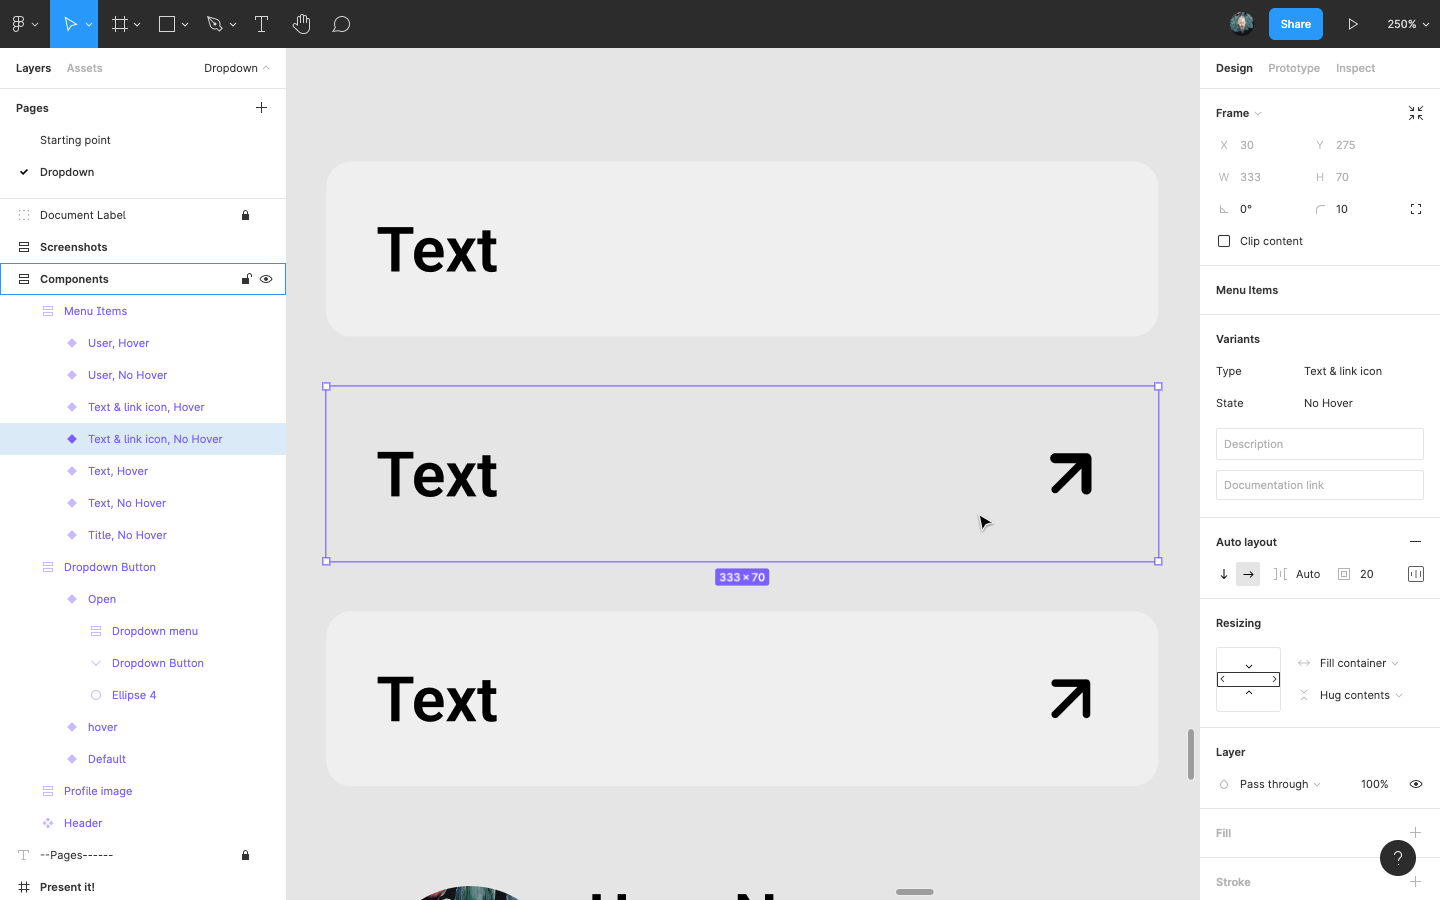 Share
250%
Layers
Assets
Dropdown
Pages
Starting point
Dropdown
Document Label
Screenshots
Components
Menu Items
User, Hover
User, No Hover
Text & link icon, Hover
Text & link icon, No Hover
Text, Hover
Text, No Hover
Title, No Hover
Dropdown Button
Open
Dropdown menu
Dropdown Button
Ellipse 4
hover
Default
Profile image
Header
--Pages------
Present it!
Text
Text
333 × 70
Text
Design
Prototype
Inspect
Frame
X 30 Y 275
W 333 H 70
0° 10
Clip content
Menu Items
Variants
Type Text & link icon
State No Hover
Description
Documentation link
Auto layout
Auto 20
Resizing
Fill container
Hug contents
Layer
Pass through 100%
Fill
?
Stroke